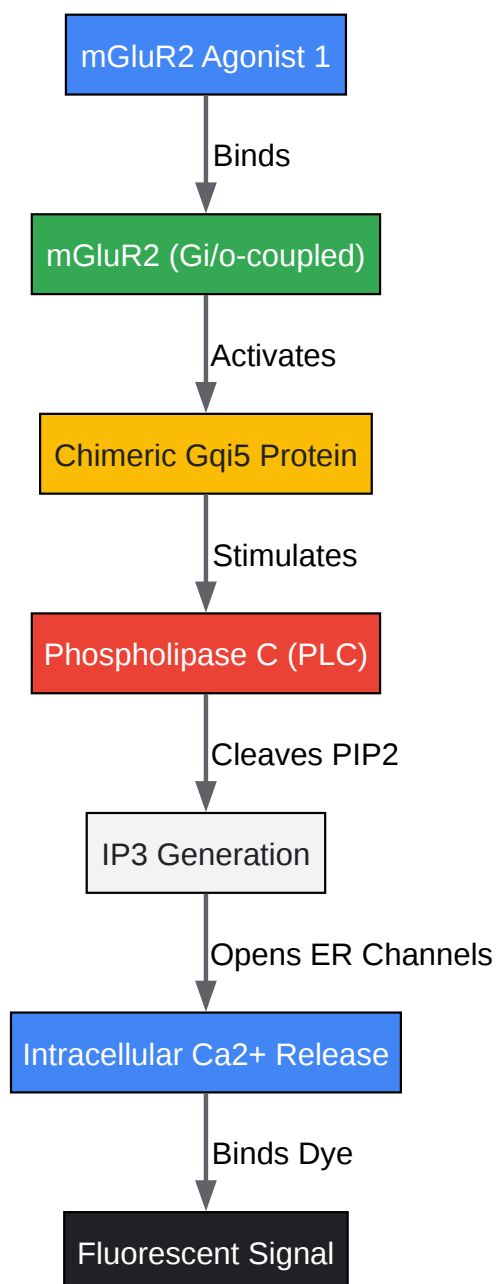 mGluR2 Agonist 1
Binds
mGluR2 (Gi/o-coupled)
Activates
Chimeric Gqi5 Protein
Stimulates
Phospholipase C (PLC)
Cleaves PIP2
IP3 Generation
Opens ER Channels
Intracellular Ca2+ Release
Binds Dye
Fluorescent Signal